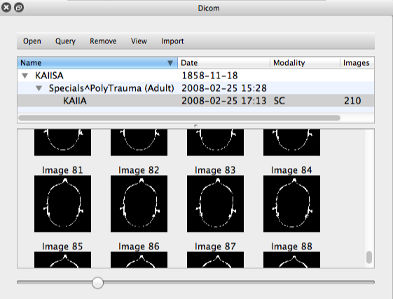 Dicom
Open Query Remove View Import
Name Date Modality Images
KAIISA 1858-11-18
Specials^PolyTrauma (Adult) 2008-02-25 15:28
KAIIA 2008-02-25 17:13 SC 210
Image 81 Image 82 Image 83 Image 84
Image 85 Image 86 Image 87 Image 88